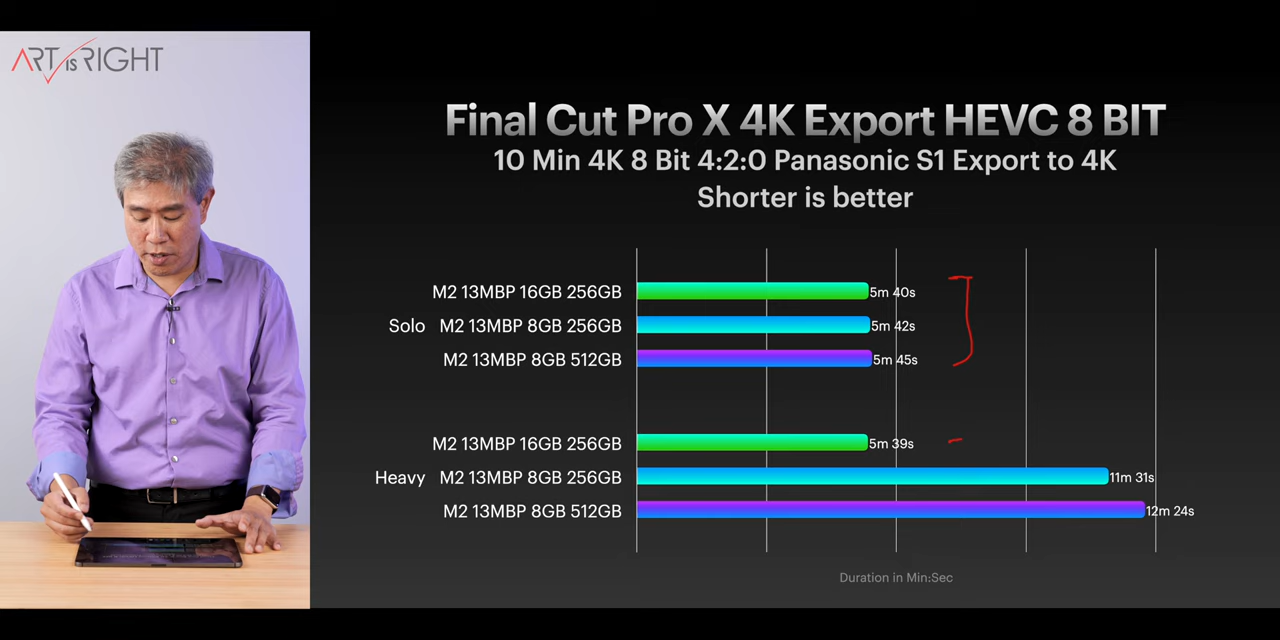 ART IS RIGHT
Final Cut Pro X 4K Export HEVC 8 BIT
10 Min 4K 8 Bit 4:2:0 Panasonic S1 Export to 4K
Shorter is better
M2 13MBP 16GB 256GB 5m 40s
Solo M2 13MBP 8GB 256GB 5m 42s
M2 13MBP 8GB 512GB 5m 45s
M2 13MBP 16GB 256GB 5m 39s
Heavy M2 13MBP 8GB 256GB 11m 31s
M2 13MBP 8GB 512GB 12m 24s
Duration in Min:Sec